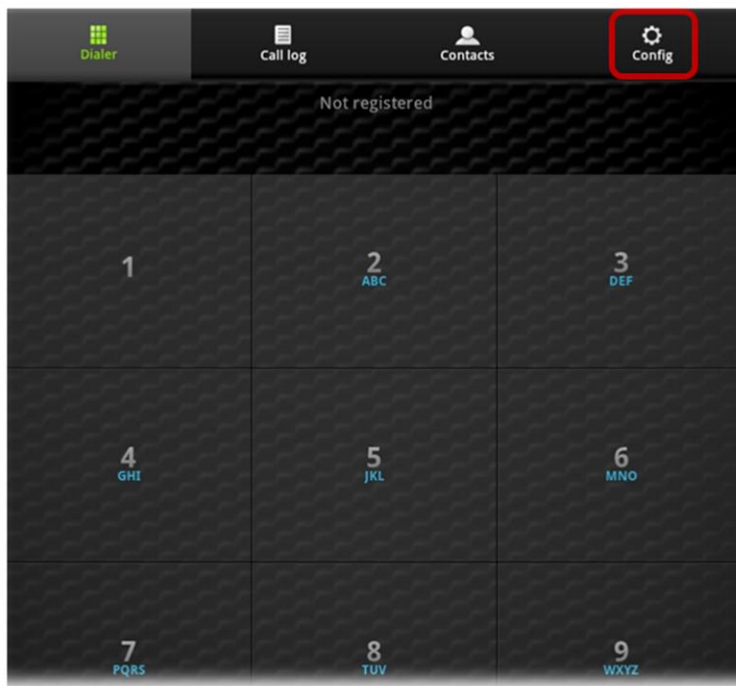 Dialer
Call log
Contacts
Config
Not registered
1
2
ABC
3
DEF
4
GHI
5
JKL
6
MNO
7
PQRS
8
TUV
9
WXYZ